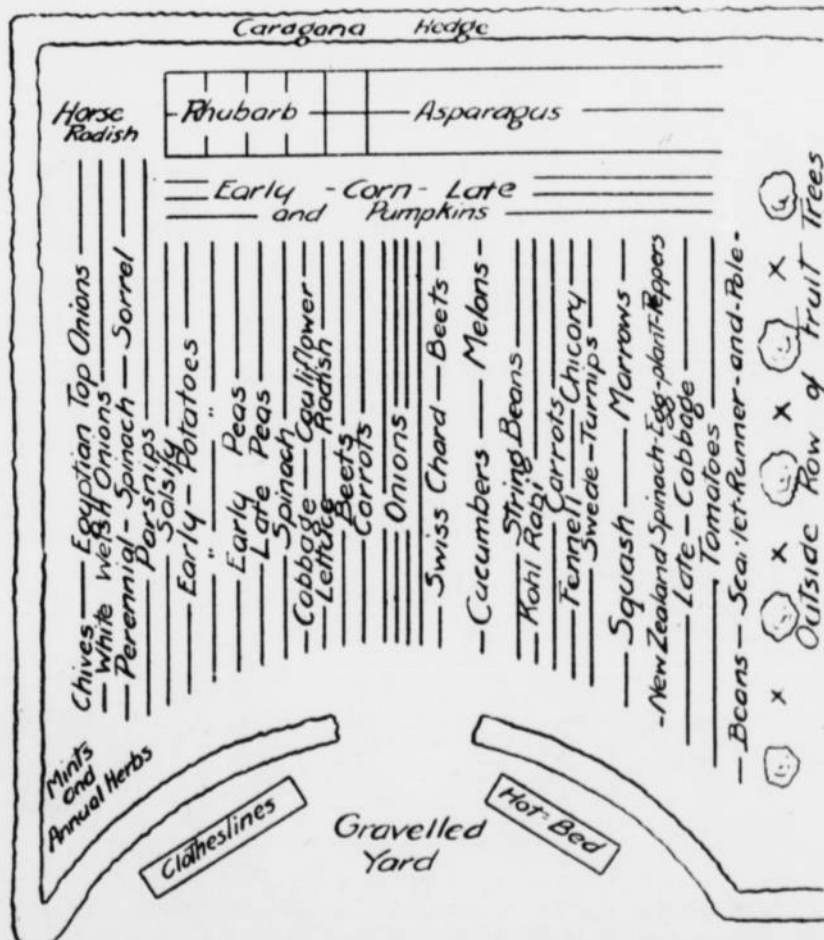 Caragana Hedge
Horse
Radish
Rhubarb
Asparagus
Early - Corn - Late
and Pumpkins
Chives — Egyptian Top Onions
White Welsh Onions
Perennial - Spinach — Sorrel
Parsnips
Salsify
Early - Potatoes
" "
Early Peas
Late Peas
Spinach
Cabbage — Cauliflower
Lettuce — Radish
Beets
Carrots
Onions
Swiss Chard — Beets
Cucumbers — Melons
String Beans
Kohl Rabi
Carrots
Fennell — Chicory
Swede - Turnips
Squash — Marrows
New Zealand Spinach - Egg-plant - Peppers
Late - Cabbage
Tomatoes
Beans — Scarlet - Runner - and - Pole -
Outside Row of Fruit Trees
Mints
and
Annual Herbs
Clotheslines
Gravelled
Yard
Hot-Bed